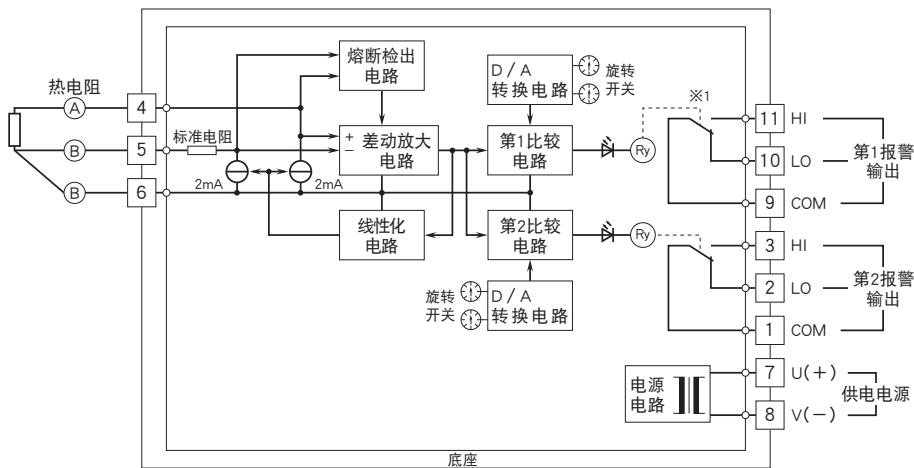 热电阻
A
B
B
4
5
6
标准电阻
2mA
2mA
熔断检出
电路
+
−
差动放大
电路
线性化
电路
D/A
转换电路
旋转
开关
第1比较
电路
第2比较
电路
旋转
开关
D/A
转换电路
Ry
※1
Ry
11 HI
10 LO
9 COM
第1报警
输出
3 HI
2 LO
1 COM
第2报警
输出
电源
电路
7 U(+)
8 V(−)
供电电源
底座